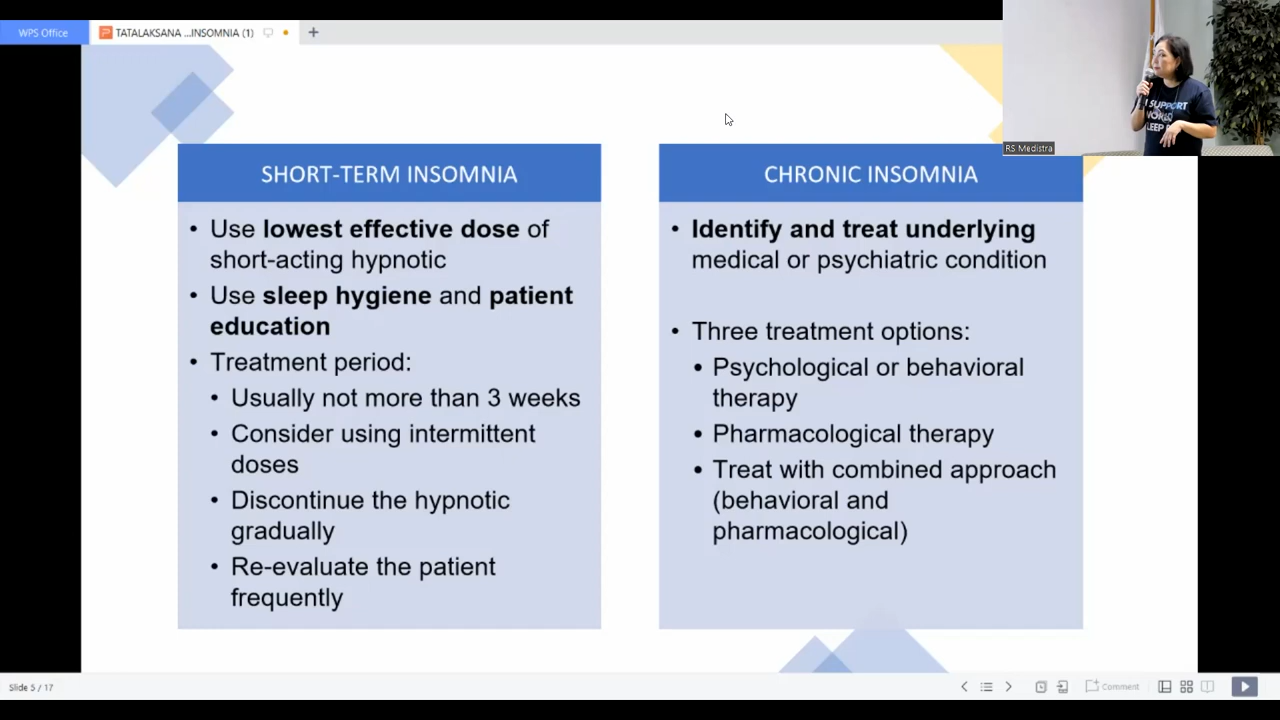 WPS Office
TATALAKSANA ...INSOMNIA (1)
I SUPPORT
WORLD
RS Medistra
SHORT-TERM INSOMNIA
• Use lowest effective dose of
short-acting hypnotic
• Use sleep hygiene and patient
education
• Treatment period:
• Usually not more than 3 weeks
• Consider using intermittent
doses
• Discontinue the hypnotic
gradually
• Re-evaluate the patient
frequently
CHRONIC INSOMNIA
• Identify and treat underlying
medical or psychiatric condition
• Three treatment options:
• Psychological or behavioral
therapy
• Pharmacological therapy
• Treat with combined approach
(behavioral and
pharmacological)
Slide 5 / 17
Comment